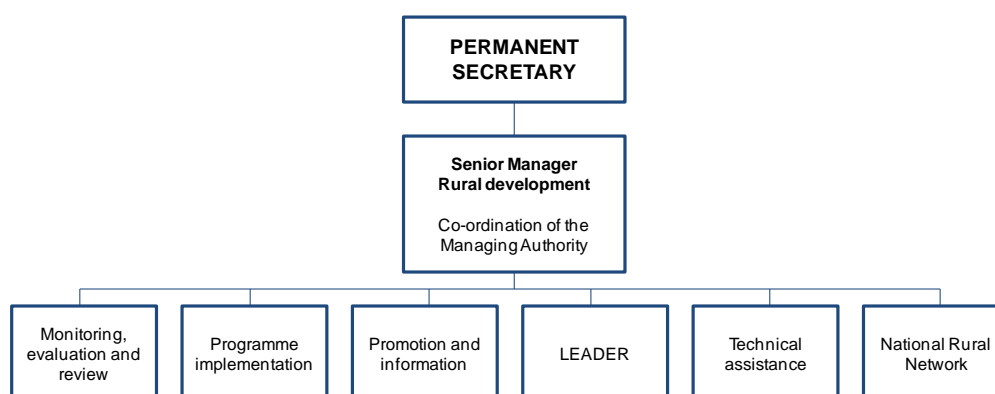 PERMANENT
SECRETARY
Senior Manager
Rural development
Co-ordination of the
Managing Authority
Monitoring,
evaluation and
review
Programme
implementation
Promotion and
information
LEADER
Technical
assistance
National Rural
Network